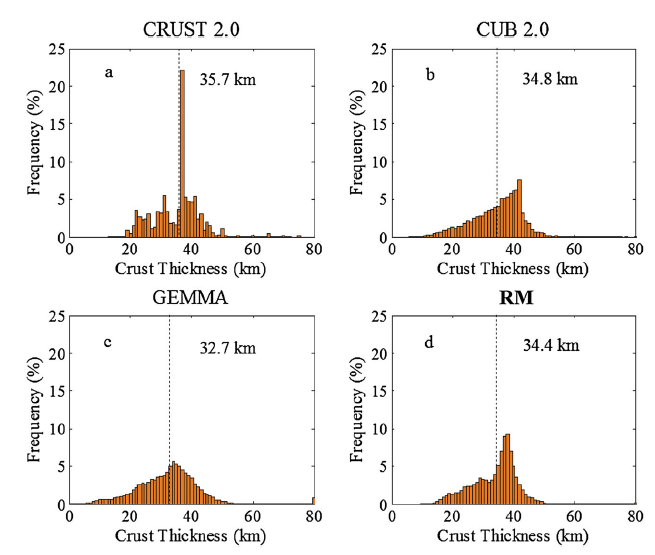 CRUST 2.0
CUB 2.0
25
20
15
10
5
0
Frequency (%)
a
35.7 km
0 20 40 60 80
Crust Thickness (km)
25
20
15
10
5
0
Frequency (%)
b
34.8 km
0 20 40 60 80
Crust Thickness (km)
GEMMA
RM
25
20
15
10
5
0
Frequency (%)
c
32.7 km
0 20 40 60 80
Crust Thickness (km)
25
20
15
10
5
0
Frequency (%)
d
34.4 km
0 20 40 60 80
Crust Thickness (km)